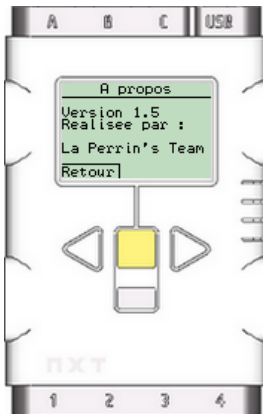 A B C USB
A propos
Version 1.5
Realisee par :
La Perrin's Team
Retour
NXT
1 2 3 4